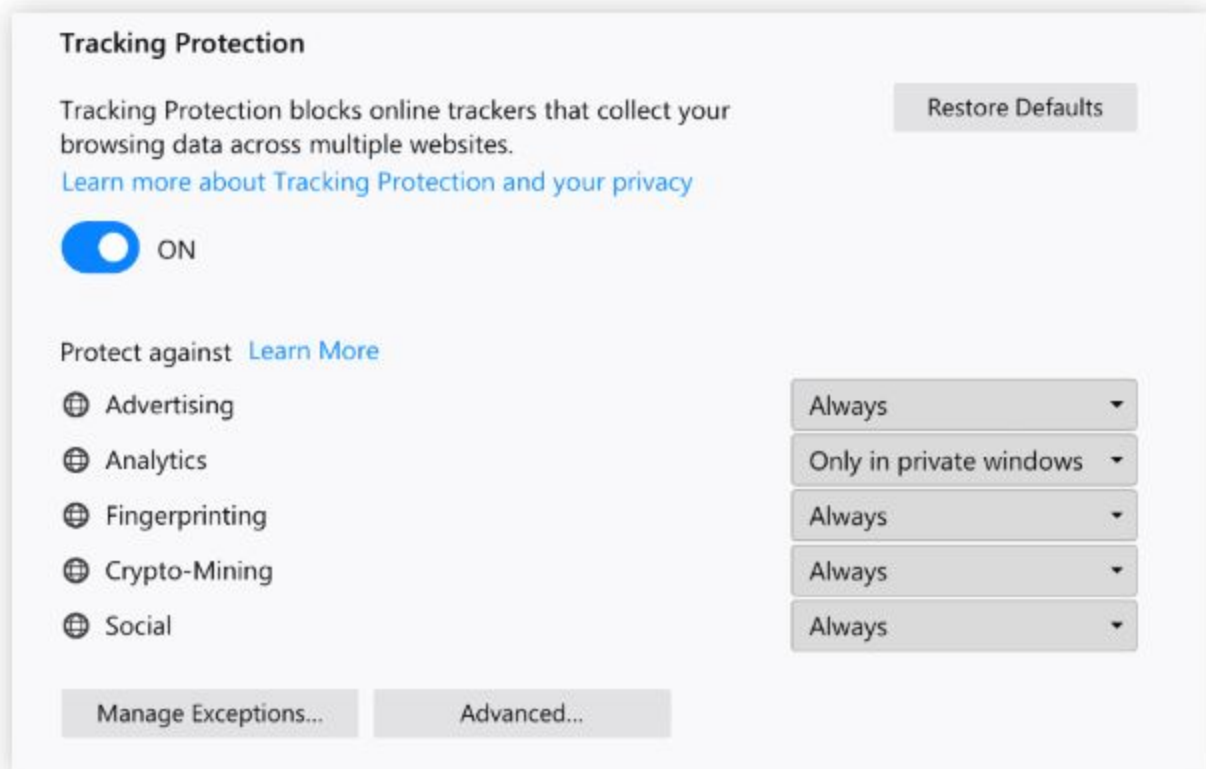 Tracking Protection
Tracking Protection blocks online trackers that collect your
browsing data across multiple websites.
Restore Defaults
Learn more about Tracking Protection and your privacy
ON
Protect against Learn More
Advertising Always
Analytics Only in private windows
Fingerprinting Always
Crypto-Mining Always
Social Always
Manage Exceptions... Advanced...